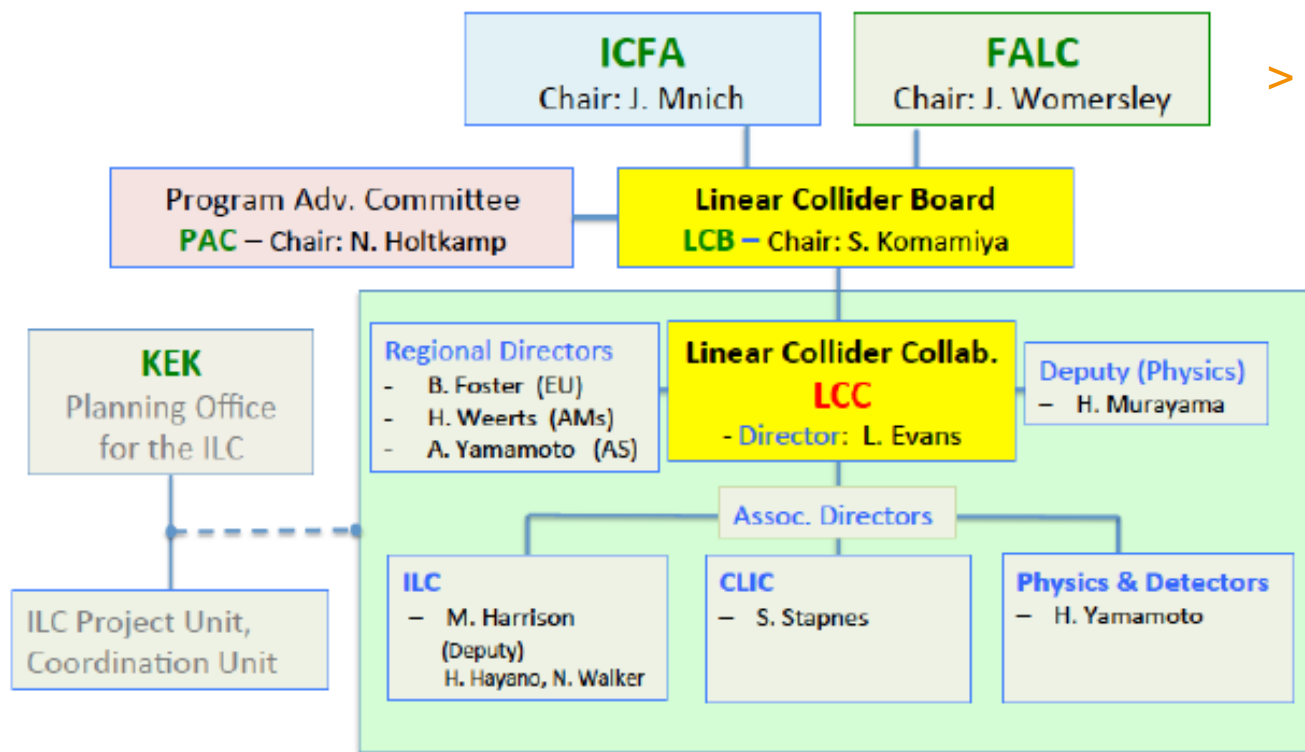 ICFA
Chair: J. Mnich
FALC
Chair: J. Womersley
>
Program Adv. Committee
PAC – Chair: N. Holtkamp
Linear Collider Board
LCB – Chair: S. Komamiya
KEK
Planning Office
for the ILC
Regional Directors
- B. Foster (EU)
- H. Weerts (AMs)
- A. Yamamoto (AS)
Linear Collider Collab.
LCC
- Director: L. Evans
Deputy (Physics)
– H. Murayama
Assoc. Directors
ILC Project Unit,
Coordination Unit
ILC
– M. Harrison
(Deputy)
H. Hayano, N. Walker
CLIC
– S. Stapnes
Physics & Detectors
– H. Yamamoto